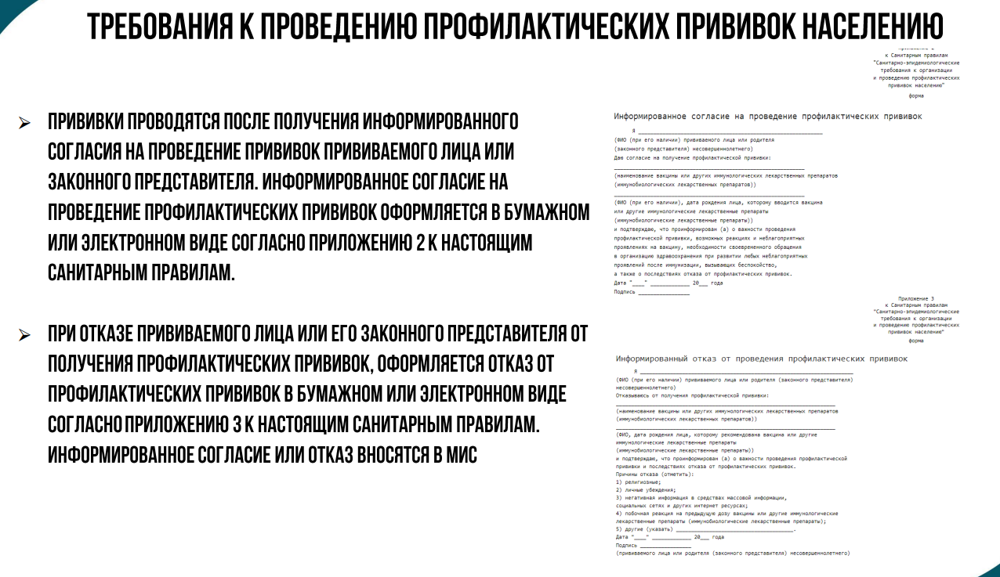 ТРЕБОВАНИЯ К ПРОВЕДЕНИЮ ПРОФИЛАКТИЧЕСКИХ ПРИВИВОК НАСЕЛЕНИЮ
ПРИВИВКИ ПРОВОДЯТСЯ ПОСЛЕ ПОЛУЧЕНИЯ ИНФОРМИРОВАННОГО
СОГЛАСИЯ НА ПРОВЕДЕНИЕ ПРИВИВОК ПРИВИВАЕМОГО ЛИЦА ИЛИ
ЗАКОННОГО ПРЕДСТАВИТЕЛЯ. ИНФОРМИРОВАННОЕ СОГЛАСИЕ НА
ПРОВЕДЕНИЕ ПРОФИЛАКТИЧЕСКИХ ПРИВИВОК ОФОРМЛЯЕТСЯ В БУМАЖНОМ
ИЛИ ЭЛЕКТРОННОМ ВИДЕ СОГЛАСНО ПРИЛОЖЕНИЮ 2 К НАСТОЯЩИМ
САНИТАРНЫМ ПРАВИЛАМ.
ПРИ ОТКАЗЕ ПРИВИВАЕМОГО ЛИЦА ИЛИ ЕГО ЗАКОННОГО ПРЕДСТАВИТЕЛЯ ОТ
ПОЛУЧЕНИЯ ПРОФИЛАКТИЧЕСКИХ ПРИВИВОК, ОФОРМЛЯЕТСЯ ОТКАЗ ОТ
ПРОФИЛАКТИЧЕСКИХ ПРИВИВОК В БУМАЖНОМ ИЛИ ЭЛЕКТРОННОМ ВИДЕ
СОГЛАСНО ПРИЛОЖЕНИЮ 3 К НАСТОЯЩИМ САНИТАРНЫМ ПРАВИЛАМ.
ИНФОРМИРОВАННОЕ СОГЛАСИЕ ИЛИ ОТКАЗ ВНОСЯТСЯ В МИС
к Санитарным правилам
"Санитарно-эпидемиологические
требования к организации
и проведению профилактических
прививок населению"
форма
Информированное согласие на проведение профилактических прививок
Я ____________________
(ФИО (при его наличии) прививаемого лица или родителя
(законного представителя) несовершеннолетнего)
Даю согласие на получение профилактической прививки:
____________________
(наименование вакцины или других иммунологических лекарственных препаратов
(иммунобиологических лекарственных препаратов))
____________________
(ФИО (при его наличии), дата рождения лица, которому вводится вакцина
или другие иммунологические лекарственные препараты
(иммунобиологические лекарственные препараты))
и подтверждаю, что проинформирован (а) о важности проведения
профилактической прививки, возможных реакциях и неблагоприятных
проявлениях на вакцину, необходимости своевременного обращения
в организацию здравоохранения при развитии любых неблагоприятных
проявлений после иммунизации, вызывающих беспокойство,
а также о последствиях отказа от профилактических прививок.
Дата "____" _____________ 20___ года
Подпись _________________
Приложение 3
к Санитарным правилам
"Санитарно-эпидемиологические
требования к организации
и проведению профилактических
прививок населению"
форма
Информированный отказ от проведения профилактических прививок
Я ____________________
(ФИО (при его наличии) прививаемого лица или родителя (законного представителя)
несовершеннолетнего)
Отказываюсь от получения профилактической прививки:
____________________
(наименование вакцины или других иммунологических лекарственных препаратов
(иммунобиологических лекарственных препаратов))
____________________
(ФИО, дата рождения лица, которому рекомендована вакцина или другие
иммунологические лекарственные препараты
(иммунобиологические лекарственные препараты))
и подтверждаю, что проинформирован (а) о важности проведения профилактической
прививки и последствиях отказа от профилактических прививок.
Причины отказа (отметить):
1) религиозные;
2) личные убеждения;
3) негативная информация в средствах массовой информации,
социальных сетях и других интернет ресурсах;
4) побочная реакция на предыдущую дозу вакцины или другие иммунологические
лекарственные препараты (иммунобиологические лекарственные препараты);
5) другие (указать) ____________________.
Дата "____" _____________ 20___ года
Подпись _________________
(прививаемого лица или родителя (законного представителя) несовершеннолетнего)